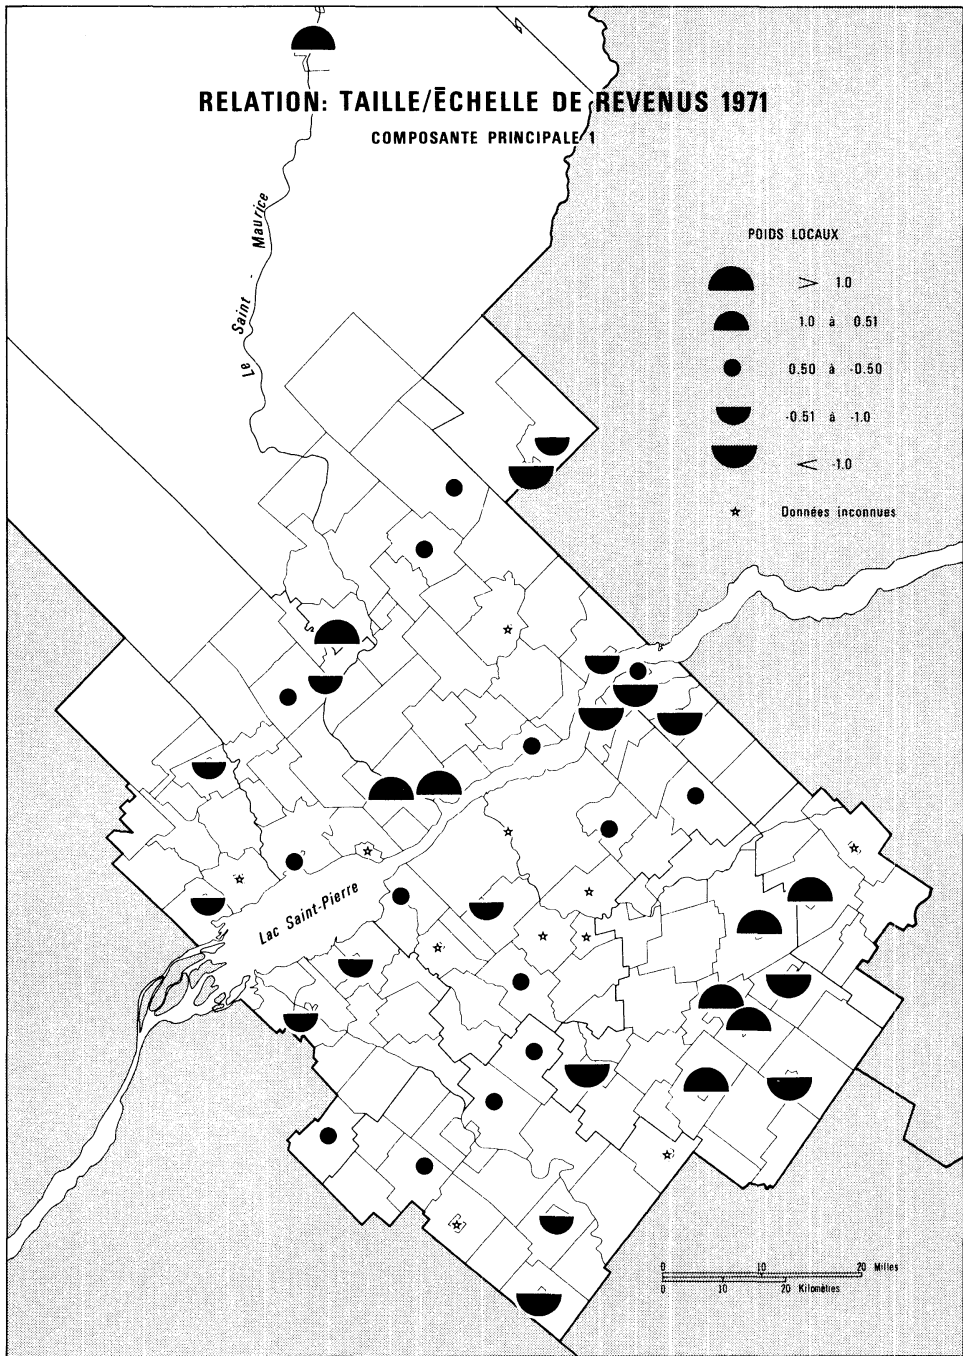 RELATION: TAILLE/ĒCHELLE DE REVENUS 1971
COMPOSANTE PRINCIPALE 1
Le Saint - Maurice
POIDS LOCAUX
> 1.0
1.0 à 0.51
0.50 à -0.50
-0.51 à -1.0
< -1.0
Données inconnues
Lac Saint-Pierre
0 10 20 Milles
0 10 20 Kilomètres